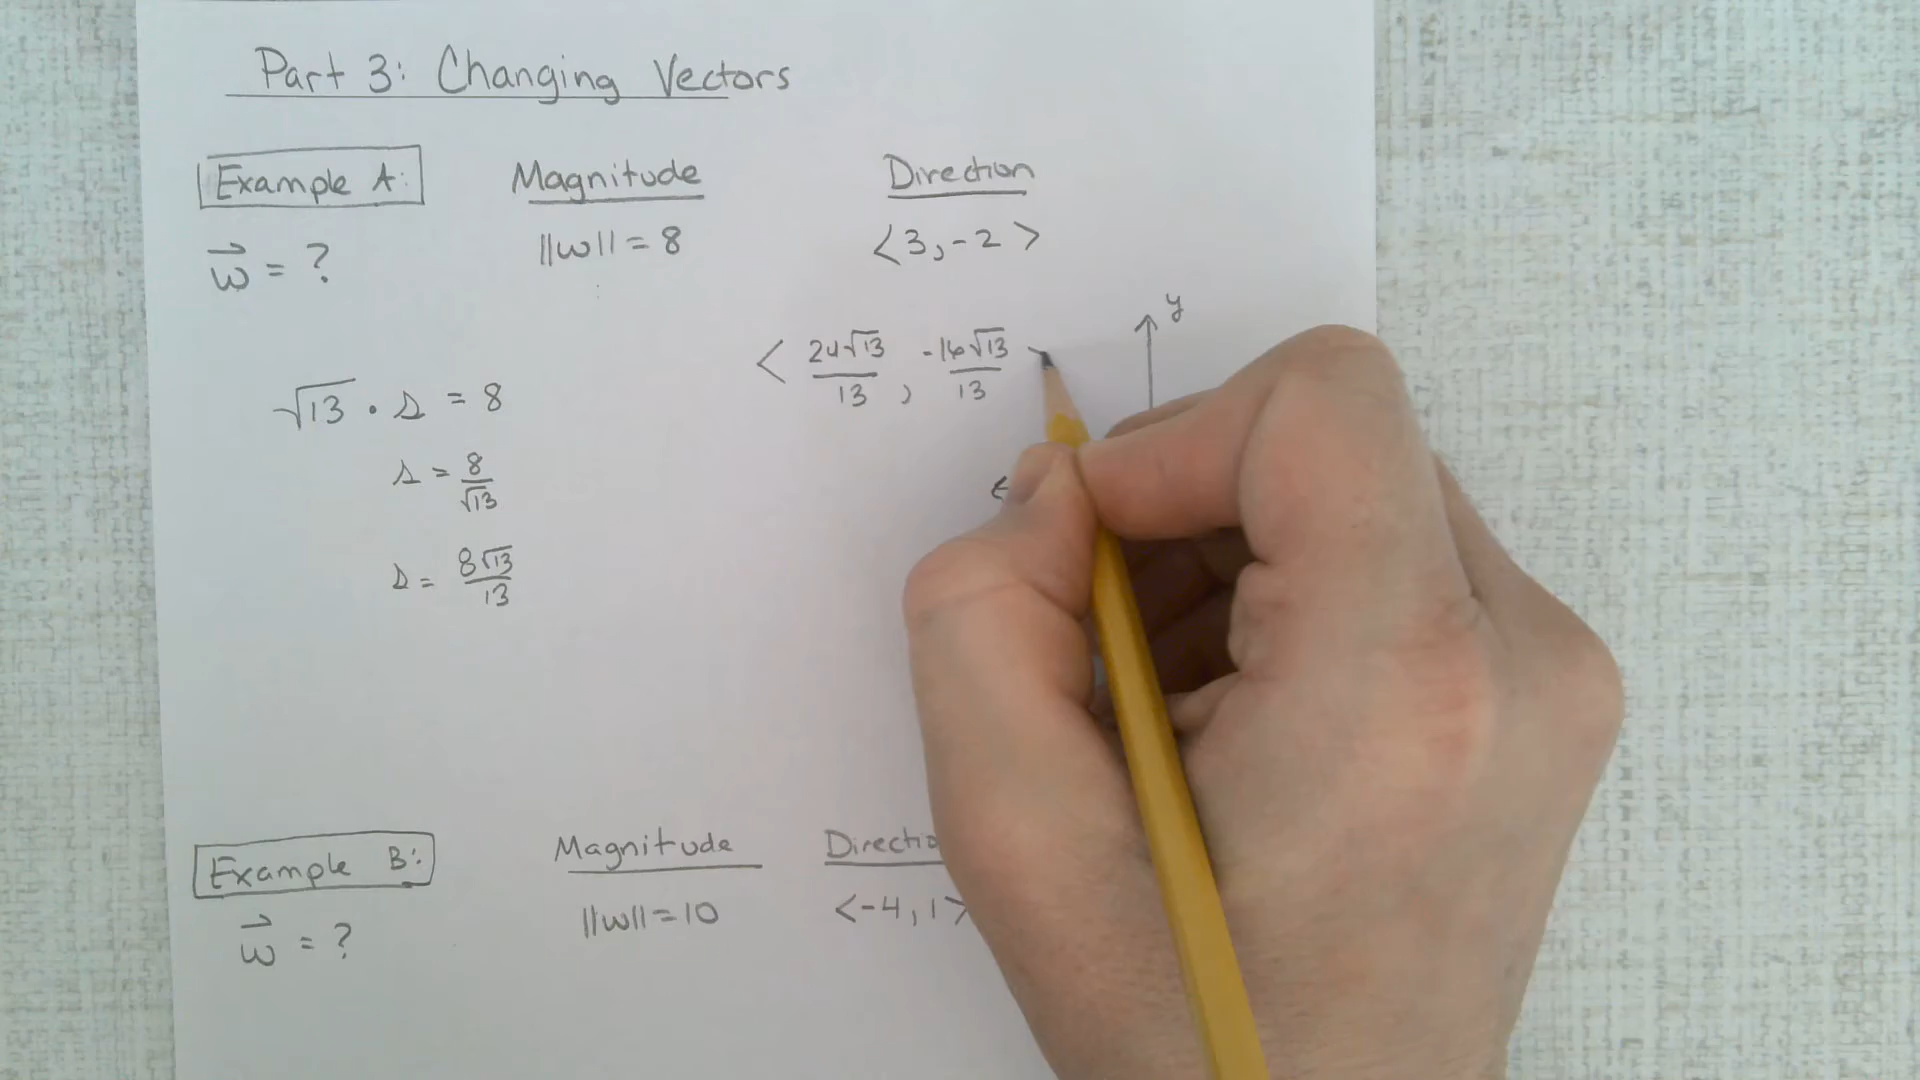 Part 3: Changing Vectors
Example A: Magnitude Direction
w⃗ = ? ||w|| = 8 <3, -2>
y
< 24√13/13, -16√13/13
√13 · s = 8
s = 8/√13
s = 8√13/13
Example B: Magnitude
w⃗ = ? ||w|| = 10 <-4, 1>